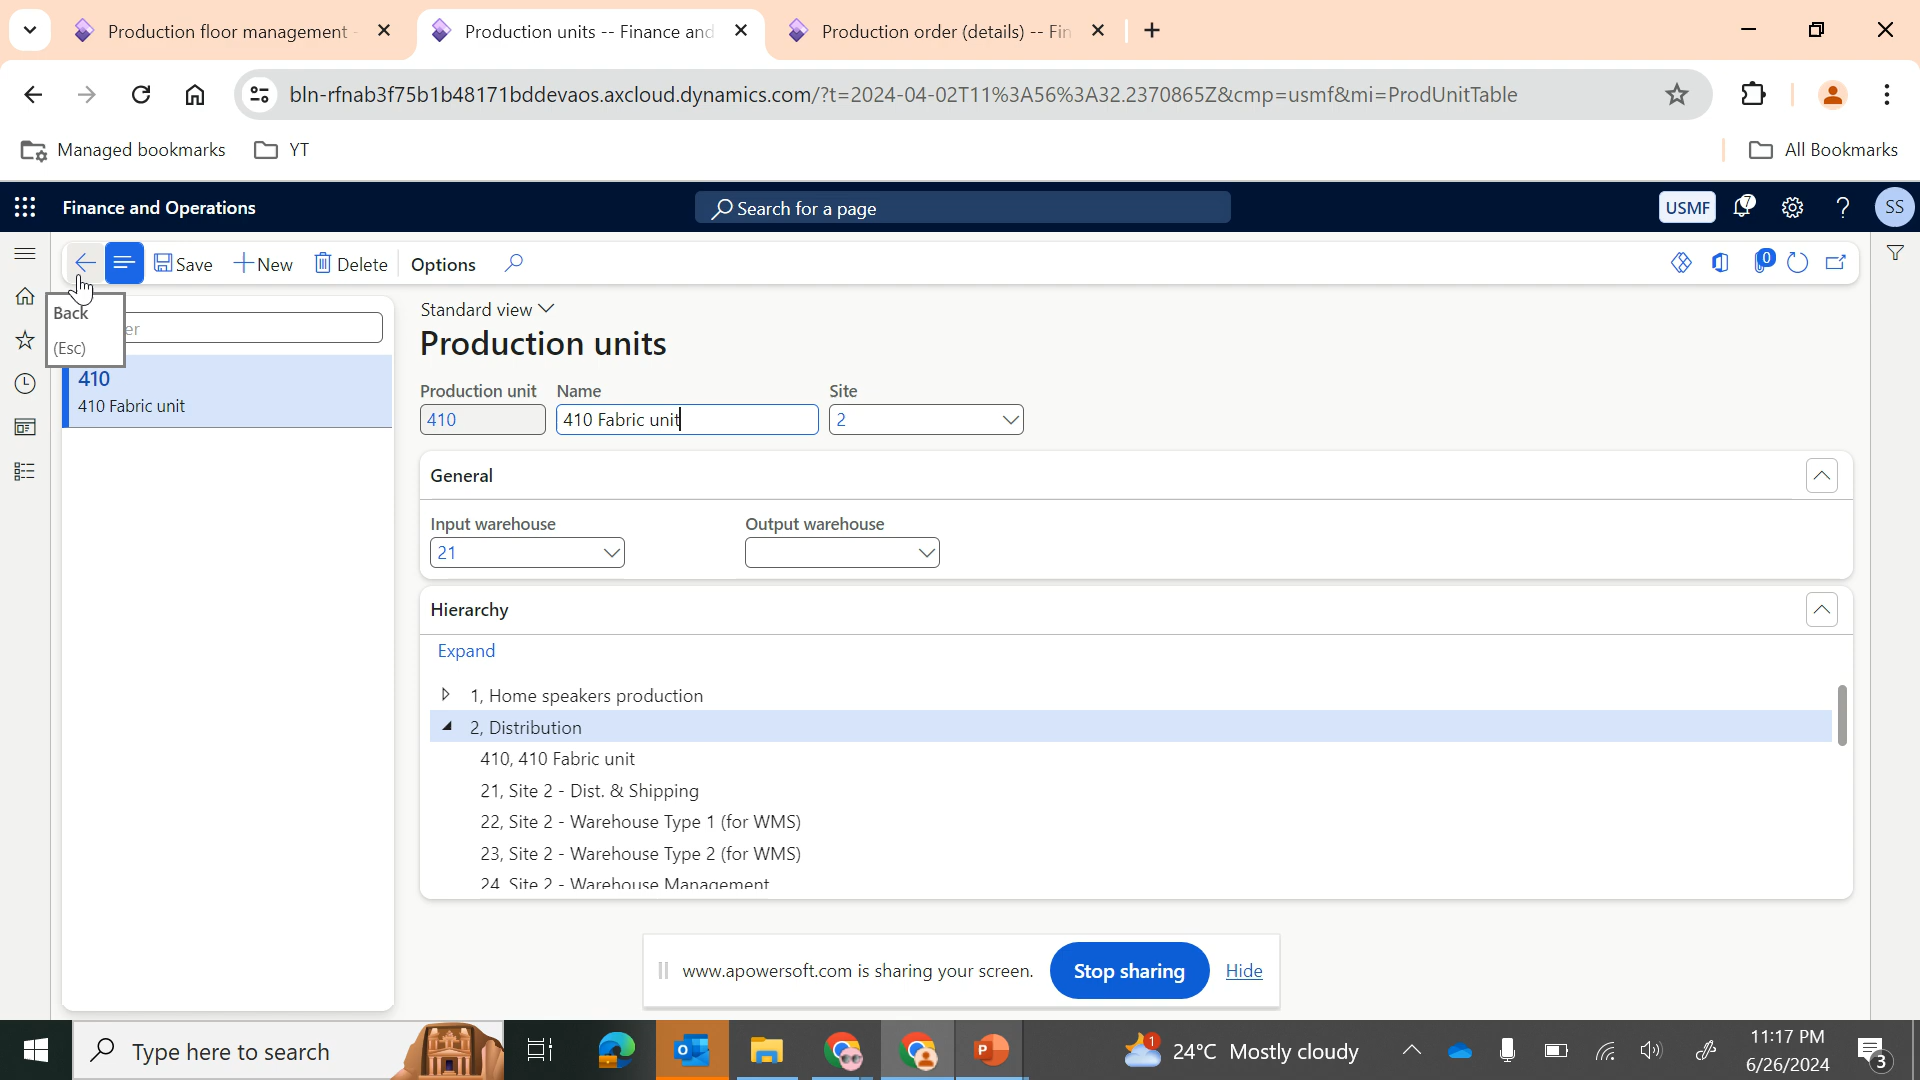 Production floor management -
Production units -- Finance and
Production order (details) -- Fin
bln-rfnab3f75b1b48171bddevaos.axcloud.dynamics.com/?t=2024-04-02T11%3A56%3A32.2370865Z&cmp=usmf&mi=ProdUnitTable
Managed bookmarks
YT
All Bookmarks
Finance and Operations
Search for a page
USMF
7
SS
Save
New
Delete
Options
0
Back
(Esc)
er
410
410 Fabric unit
Standard view
Production units
Production unit Name Site
410 410 Fabric unit 2
General
Input warehouse Output warehouse
21
Hierarchy
Expand
1, Home speakers production
2, Distribution
410, 410 Fabric unit
21, Site 2 - Dist. & Shipping
22, Site 2 - Warehouse Type 1 (for WMS)
23, Site 2 - Warehouse Type 2 (for WMS)
24, Site 2 - Warehouse Management
www.apowersoft.com is sharing your screen.
Stop sharing
Hide
Type here to search
1
24°C Mostly cloudy
11:17 PM
6/26/2024
3